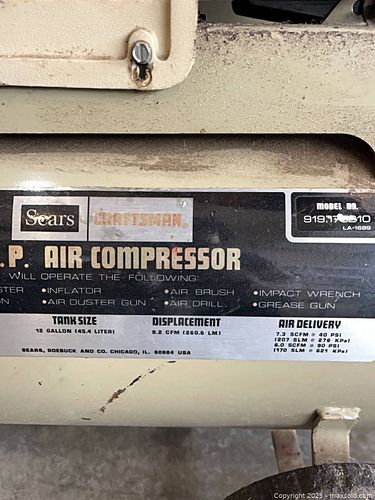 Sears
CRAFTSMAN®
MODEL NO.
LA-1699
.P. AIR COMPRESSOR
WILL OPERATE THE FOLLOWING:
•INFLATOR •AIR BRUSH •IMPACT WRENCH
•AIR DUSTER GUN •AIR DRILL •GREASE GUN
TANK SIZE DISPLACEMENT AIR DELIVERY
12 GALLON (45.4 LITER) 9.2 CFM (260.6 LM) 7.3 SCFM @ 40 PSI
(207 SLM @ 276 KPa)
6.0 SCFM @ 90 PSI
(170 SLM @ 621 KPa)
SEARS, ROEBUCK AND CO. CHICAGO, IL. 60684 USA
Copyright 2025 - maxsold.com